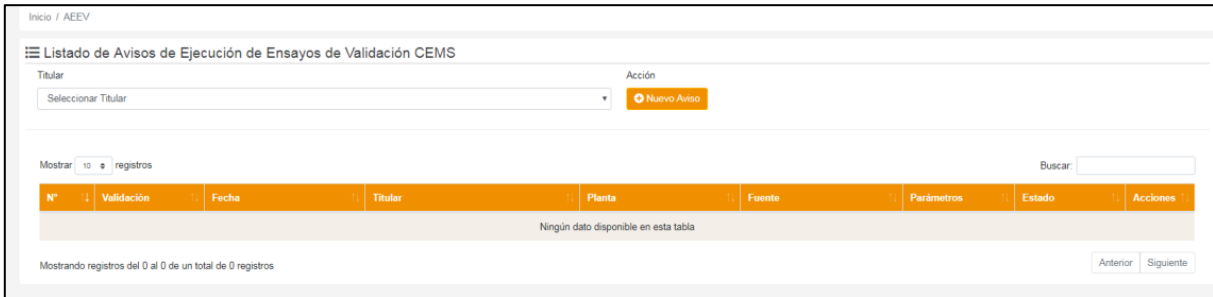 Inicio / AEEV
Listado de Avisos de Ejecución de Ensayos de Validación CEMS
Titular Acción
Seleccionar Titular Nuevo Aviso
Mostrar 10 registros Buscar:
N° Validación Fecha Titular Planta Fuente Parámetros Estado Acciones
Ningún dato disponible en esta tabla
Mostrando registros del 0 al 0 de un total de 0 registros Anterior Siguiente